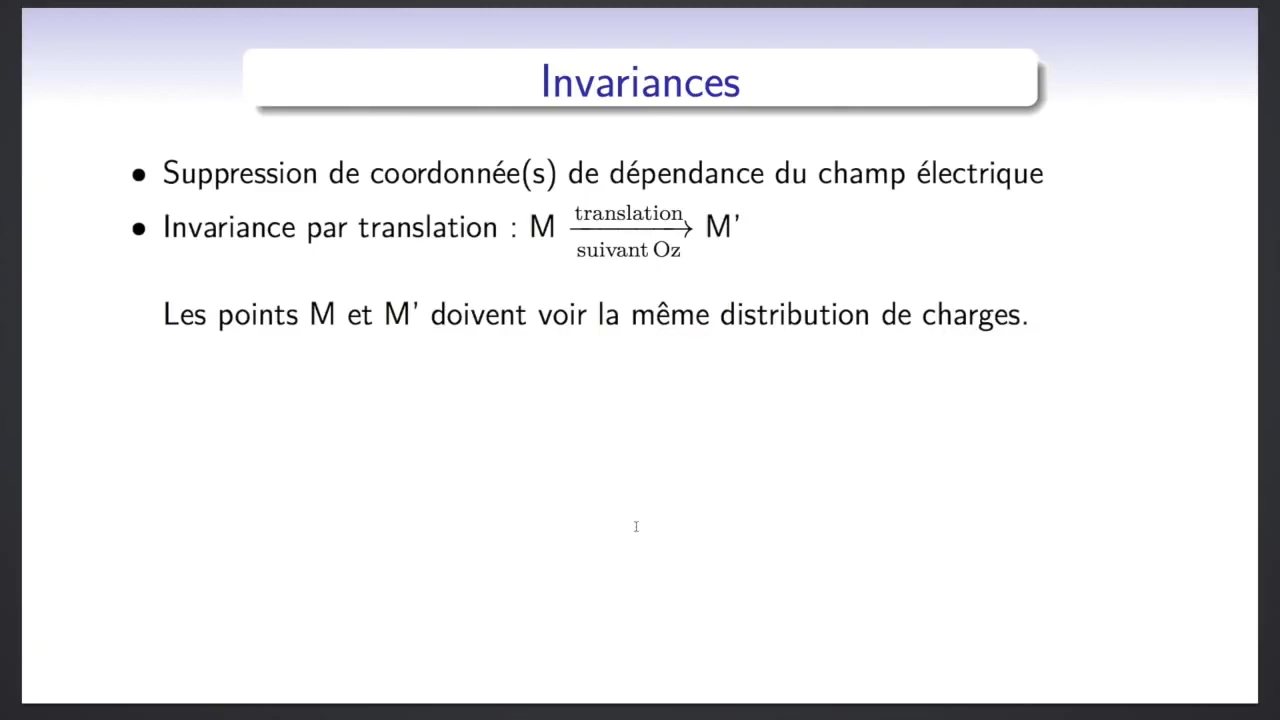 Invariances
• Suppression de coordonnée(s) de dépendance du champ électrique
• Invariance par translation : M translation suivant Oz → M'
Les points M et M' doivent voir la même distribution de charges.